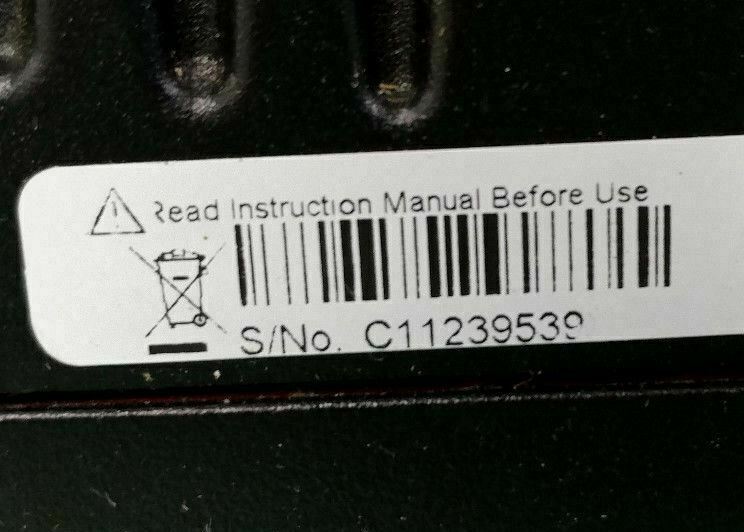 Read Instruction Manual Before Use
S/No. C11239539